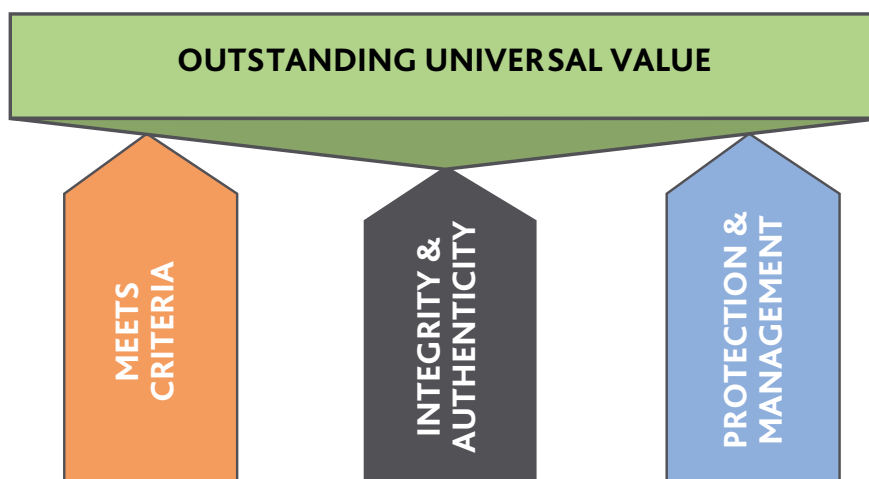 OUTSTANDING UNIVERSAL VALUE
MEETS
CRITERIA
INTEGRITY &
AUTHENTICITY
PROTECTION &
MANAGEMENT